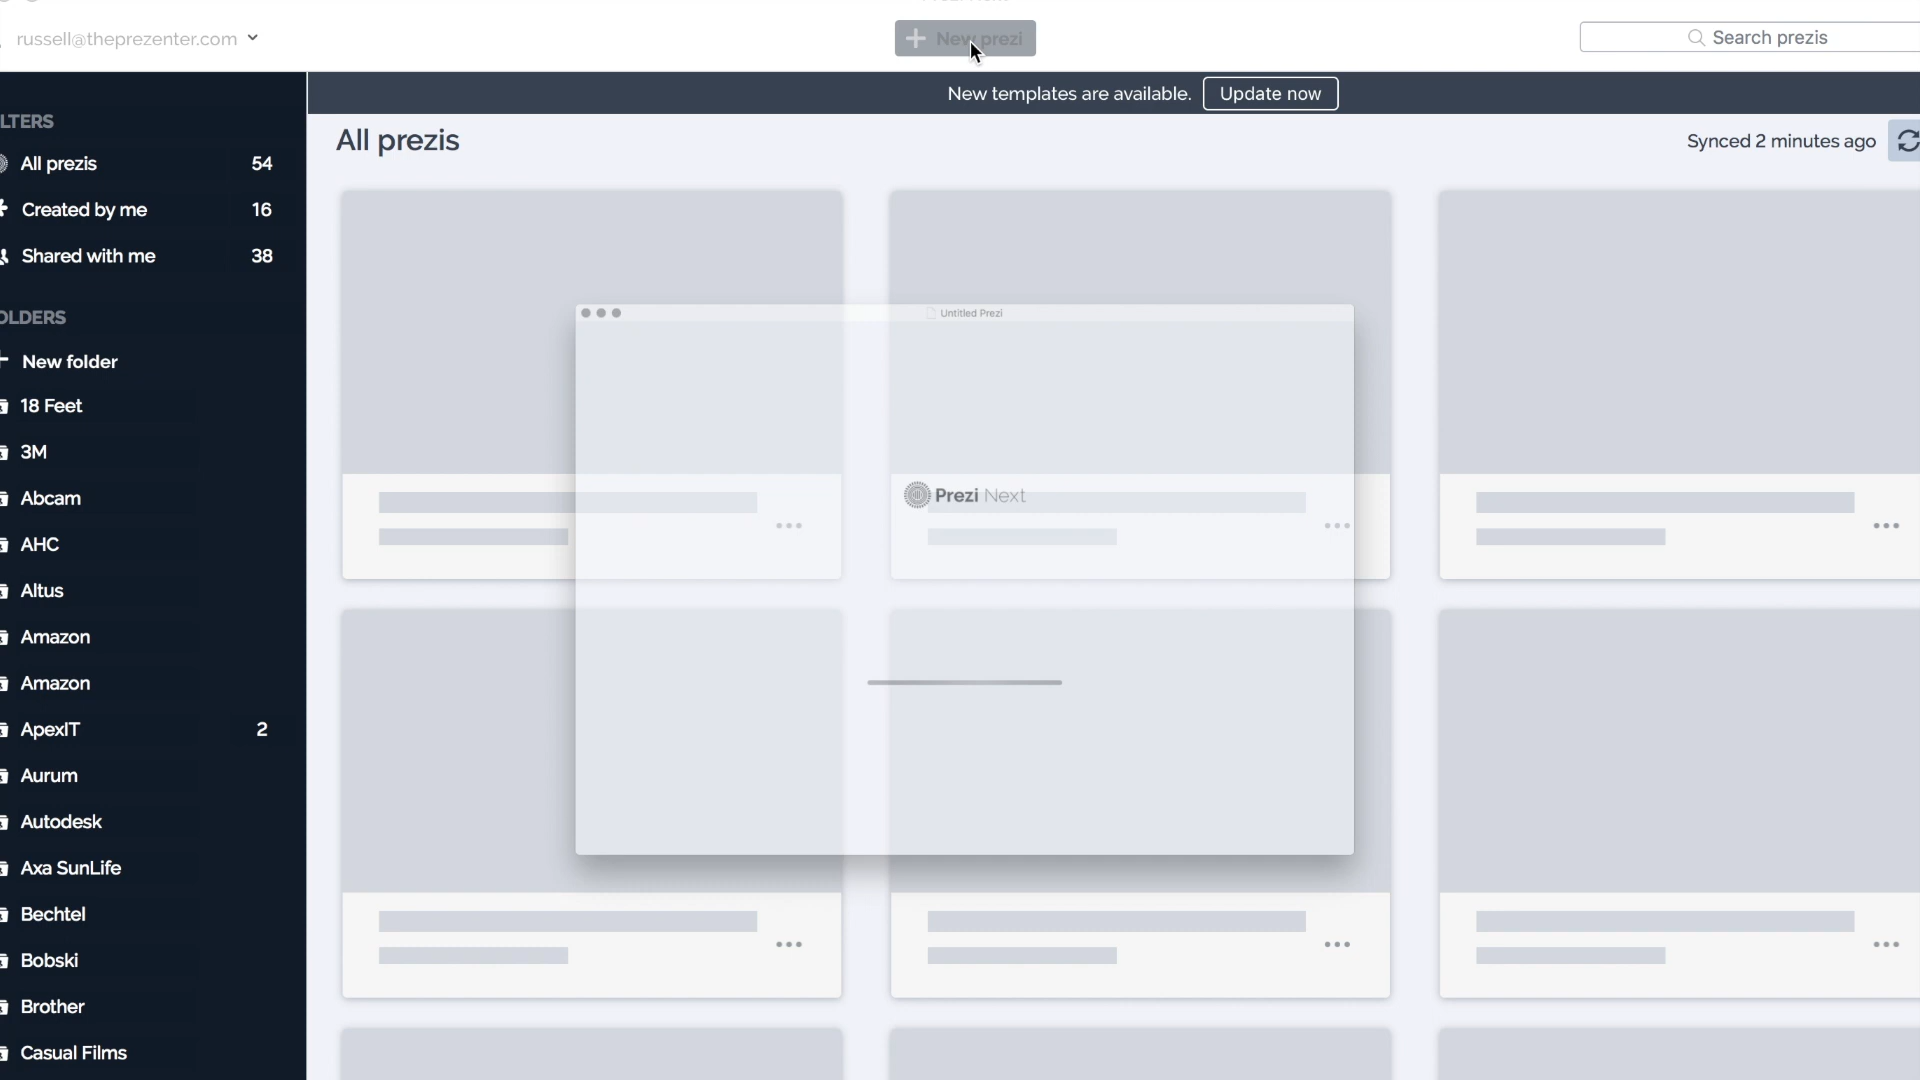 russell@theprezenter.com
New prezi
Search prezis
New templates are available.
Update now
LTERS
All prezis 54
Created by me 16
Shared with me 38
OLDERS
New folder
18 Feet
3M
Abcam
AHC
Altus
Amazon
Amazon
ApexIT 2
Aurum
Autodesk
Axa SunLife
Bechtel
Bobski
Brother
Casual Films
All prezis
Synced 2 minutes ago
Untitled Prezi
Prezi Next